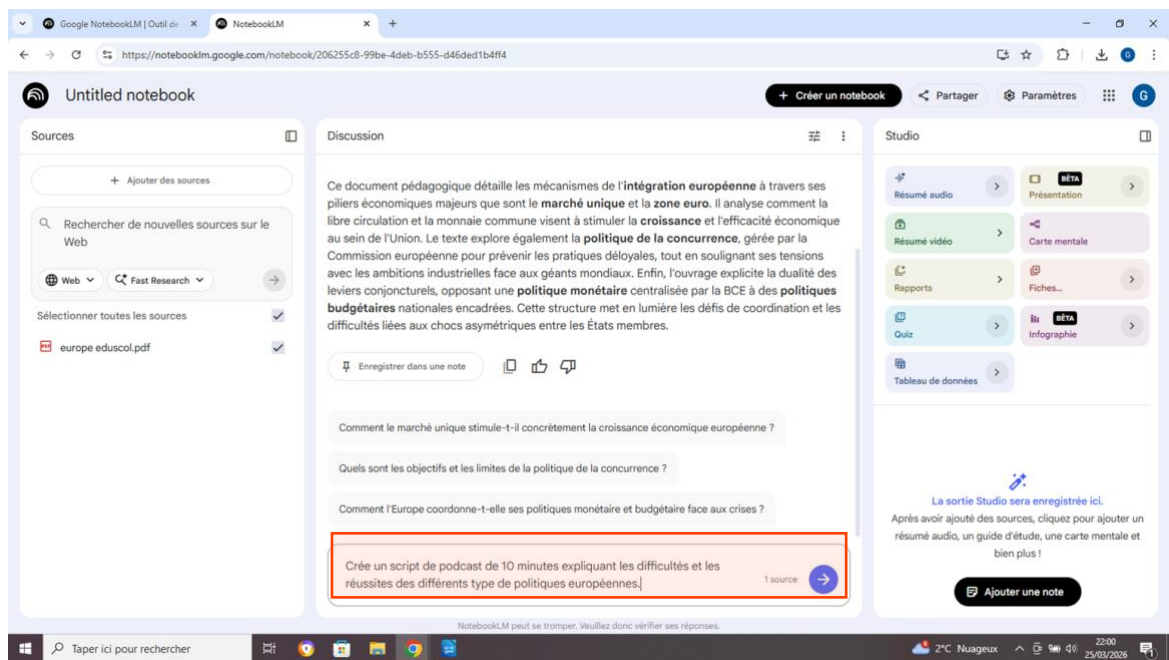 Google NotebookLM | Outil de
NotebookLM
https://notebooklm.google.com/notebook/206255c8-99be-4deb-b555-d46ded1b4ff4
G
Untitled notebook
+ Créer un notebook
Partager
Paramètres
G
Sources
+ Ajouter des sources
Rechercher de nouvelles sources sur le
Web
Web
Fast Research
Sélectionner toutes les sources
PDF
europe eduscol.pdf
Discussion
Ce document pédagogique détaille les mécanismes de l'intégration européenne à travers ses
piliers économiques majeurs que sont le marché unique et la zone euro. Il analyse comment la
libre circulation et la monnaie commune visent à stimuler la croissance et l'efficacité économique
au sein de l'Union. Le texte explore également la politique de la concurrence, gérée par la
Commission européenne pour prévenir les pratiques déloyales, tout en soulignant ses tensions
avec les ambitions industrielles face aux géants mondiaux. Enfin, l'ouvrage explicite la dualité des
leviers conjoncturels, opposant une politique monétaire centralisée par la BCE à des politiques
budgétaires nationales encadrées. Cette structure met en lumière les défis de coordination et les
difficultés liées aux chocs asymétriques entre les États membres.
Enregistrer dans une note
Comment le marché unique stimule-t-il concrètement la croissance économique européenne ?
Quels sont les objectifs et les limites de la politique de la concurrence ?
Comment l'Europe coordonne-t-elle ses politiques monétaire et budgétaire face aux crises ?
Crée un script de podcast de 10 minutes expliquant les difficultés et les
réussites des différents type de politiques européennes.
1 source
NotebookLM peut se tromper. Veuillez donc vérifier ses réponses.
Studio
Résumé audio
BÊTA
Présentation
Résumé vidéo
Carte mentale
Rapports
Fiches...
Quiz
BÊTA
Infographie
Tableau de données
La sortie Studio sera enregistrée ici.
Après avoir ajouté des sources, cliquez pour ajouter un
résumé audio, un guide d'étude, une carte mentale et
bien plus !
Ajouter une note
Taper ici pour rechercher
2°C Nuageux
22:00
25/03/2026